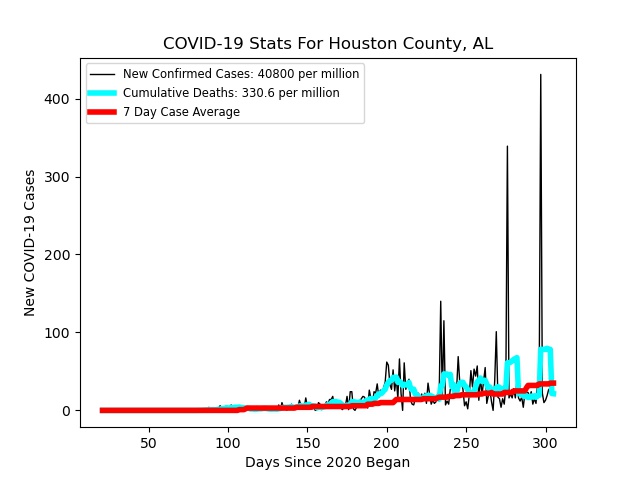 COVID-19 Stats For Houston County, AL
New Confirmed Cases: 40800 per million
Cumulative Deaths: 330.6 per million
7 Day Case Average
New COVID-19 Cases
400
300
200
100
0
50
100
150
200
250
300
Days Since 2020 Began